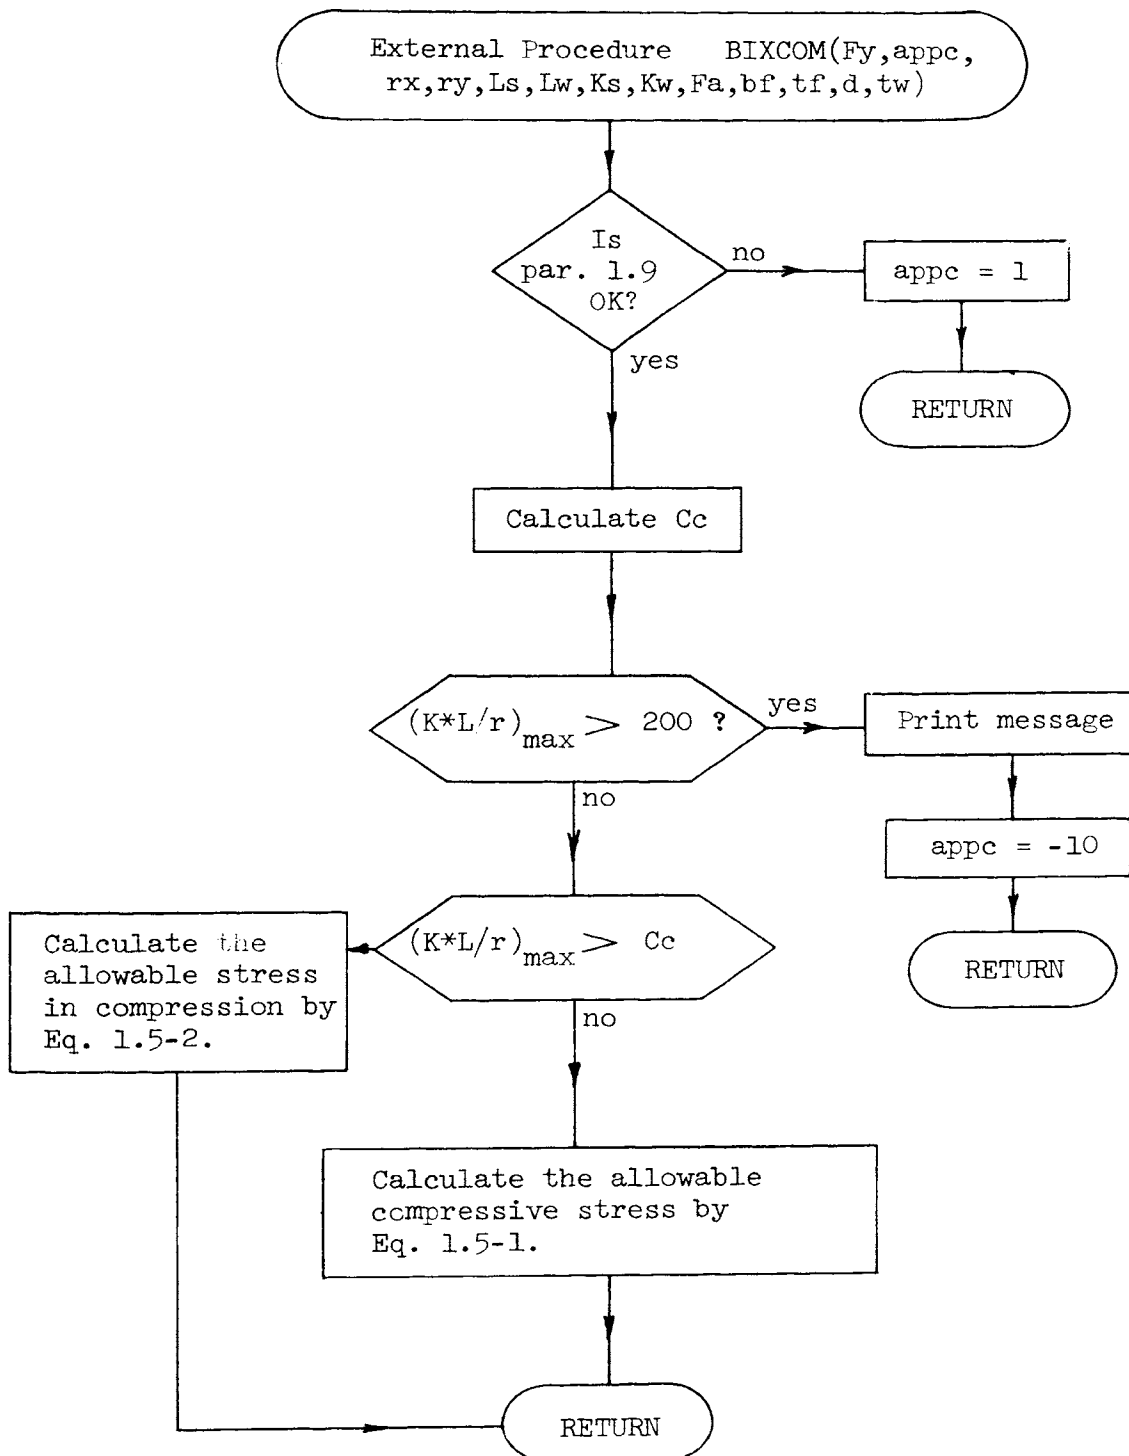 External Procedure BIXCOM(Fy,appc,
rx,ry,Ls,Lw,Ks,Kw,Fa,bf,tf,d,tw)
Is
par. 1.9
OK?
no
appc = 1
RETURN
yes
Calculate Cc
(K*L/r)max > 200 ?
yes
Print message
appc = -10
RETURN
no
(K*L/r)max > Cc
Calculate the
allowable stress
in compression by
Eq. 1.5-2.
no
Calculate the allowable
compressive stress by
Eq. 1.5-1.
RETURN